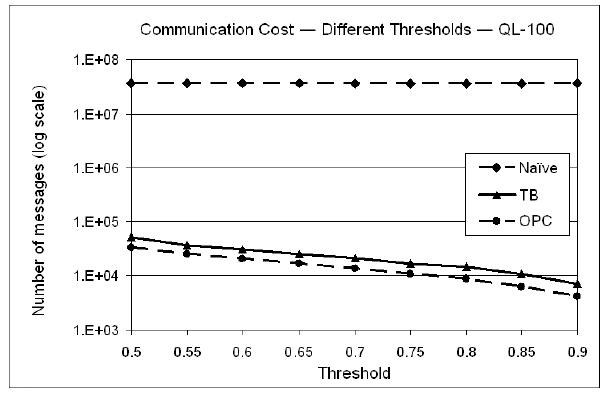 Communication Cost — Different Thresholds — QL-100
Number of messages (log scale)
1.E+08
1.E+07
1.E+06
1.E+05
1.E+04
1.E+03
Naïve
TB
OPC
0.5 0.55 0.6 0.65 0.7 0.75 0.8 0.85 0.9
Threshold